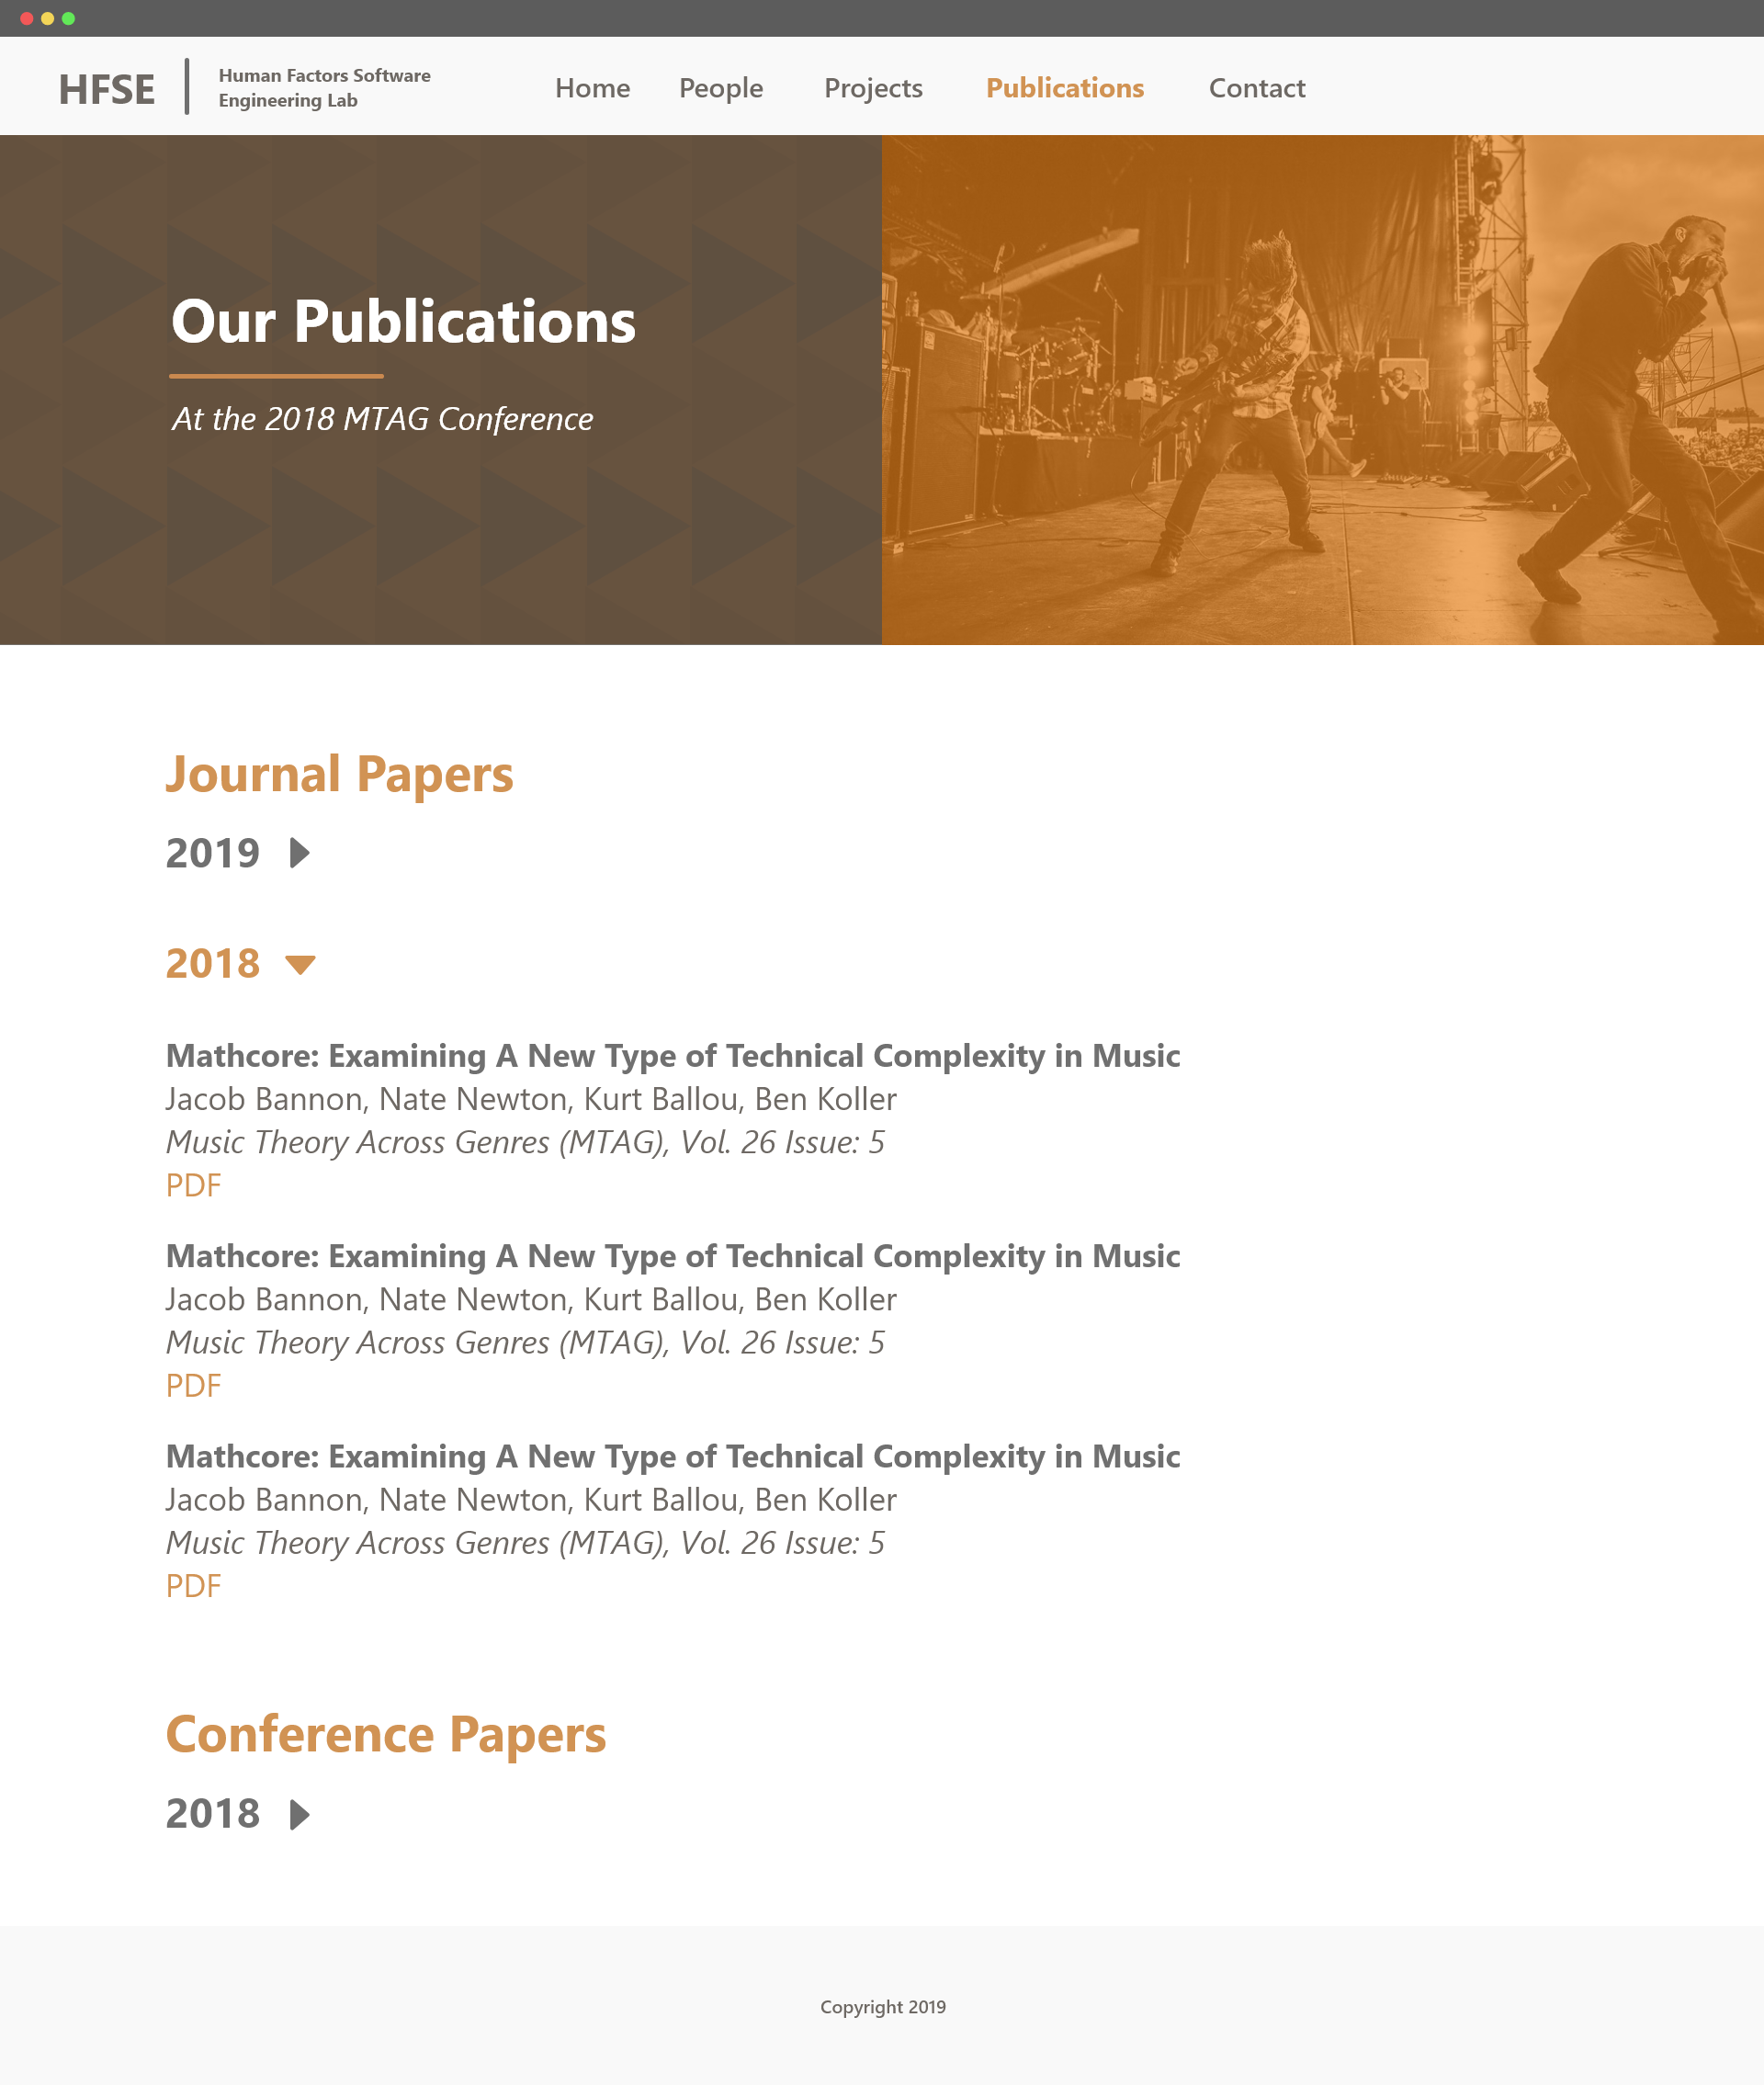 HFSE
Human Factors Software
Engineering Lab
Home People Projects Publications Contact
Our Publications
At the 2018 MTAG Conference
Journal Papers
2019
2018
Mathcore: Examining A New Type of Technical Complexity in Music
Jacob Bannon, Nate Newton, Kurt Ballou, Ben Koller
Music Theory Across Genres (MTAG), Vol. 26 Issue: 5
PDF
Mathcore: Examining A New Type of Technical Complexity in Music
Jacob Bannon, Nate Newton, Kurt Ballou, Ben Koller
Music Theory Across Genres (MTAG), Vol. 26 Issue: 5
PDF
Mathcore: Examining A New Type of Technical Complexity in Music
Jacob Bannon, Nate Newton, Kurt Ballou, Ben Koller
Music Theory Across Genres (MTAG), Vol. 26 Issue: 5
PDF
Conference Papers
2018
Copyright 2019